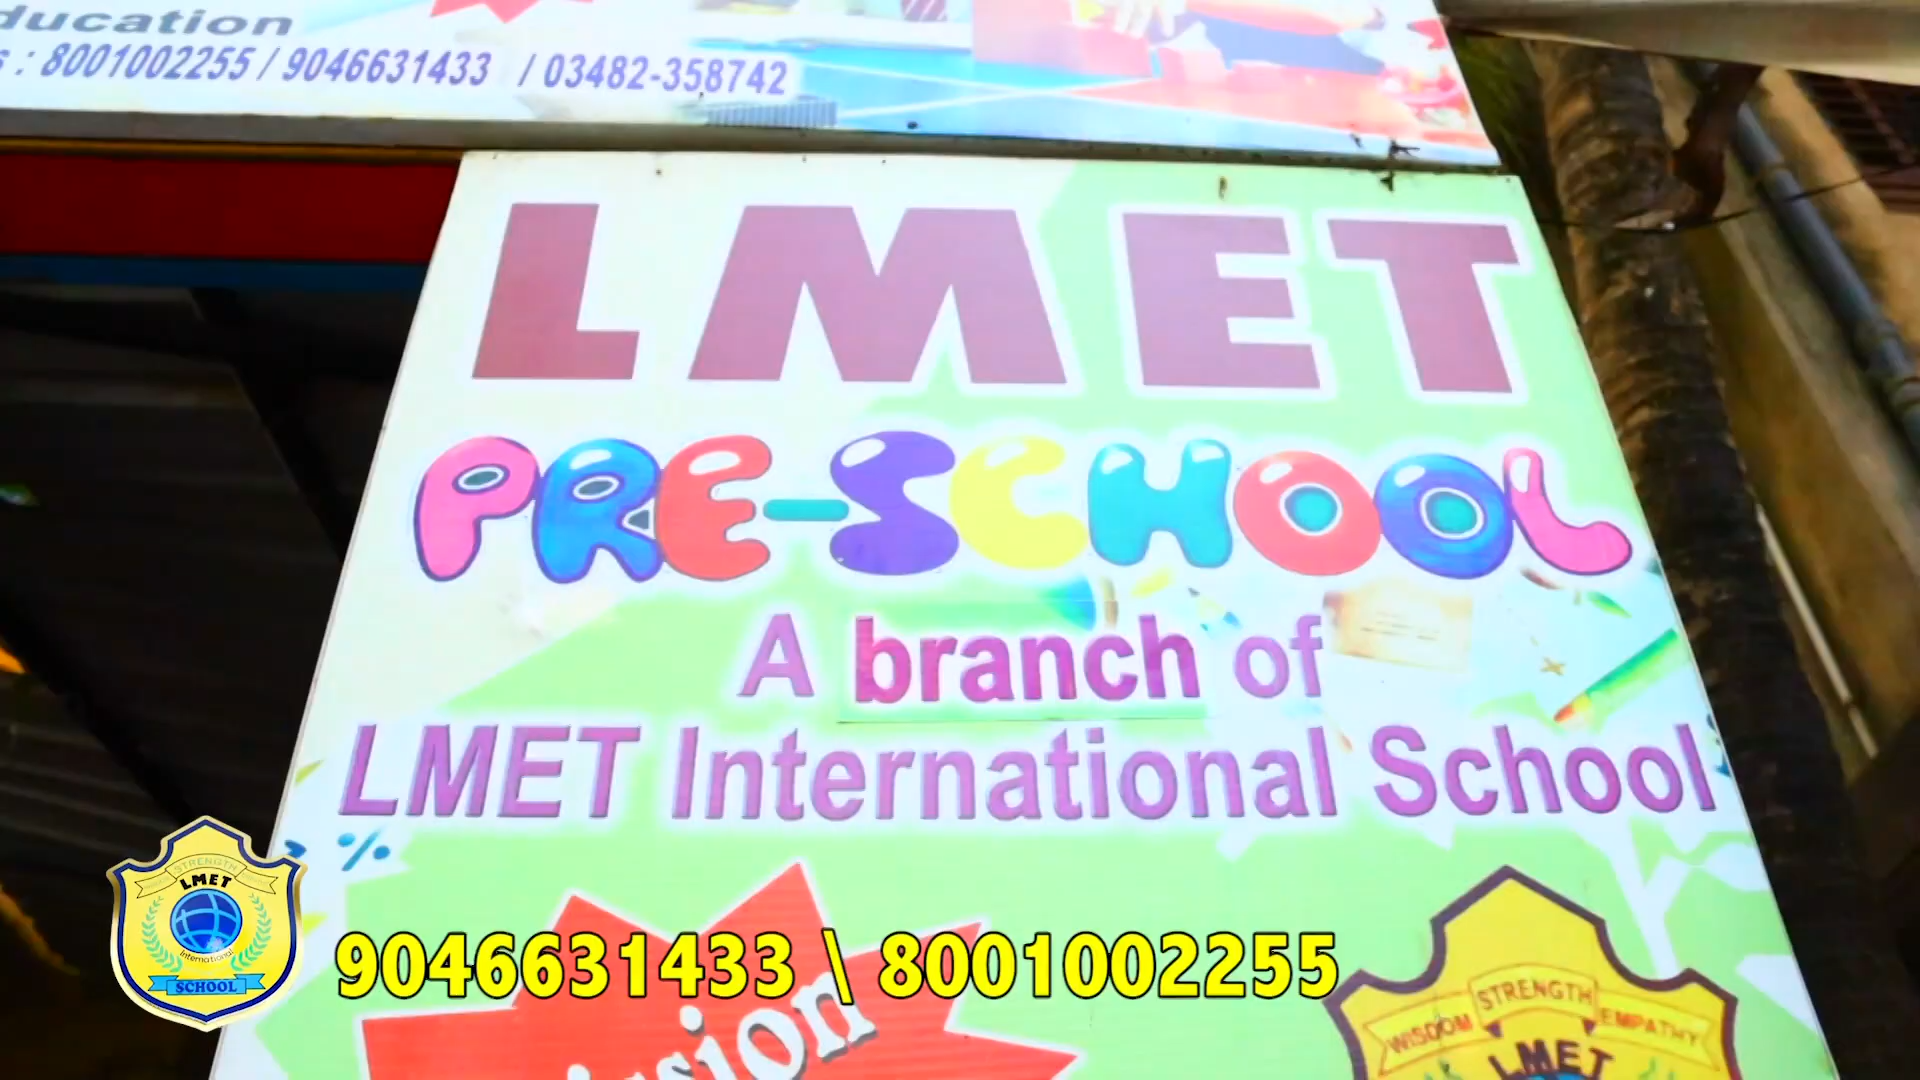 : 8001002255 / 9046631433 / 03482-358742
LMET
PRE-SCHOOL
A branch of
LMET International School
STRENGTH
LMET
International
SCHOOL
9046631433 \ 8001002255
WISDOM STRENGTH EMPATHY
LMET